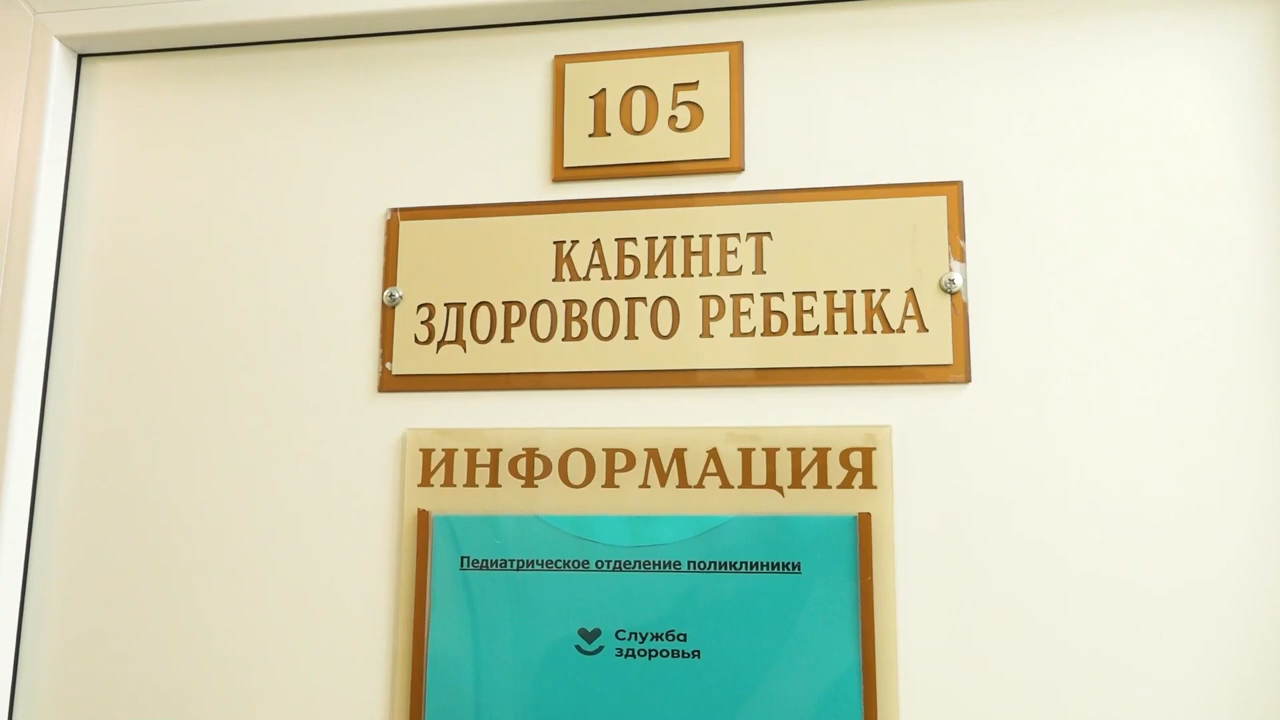 105
КАБИНЕТ
ЗДОРОВОГО РЕБЕНКА
ИНФОРМАЦИЯ
Педиатрическое отделение поликлиники
Служба
здоровья